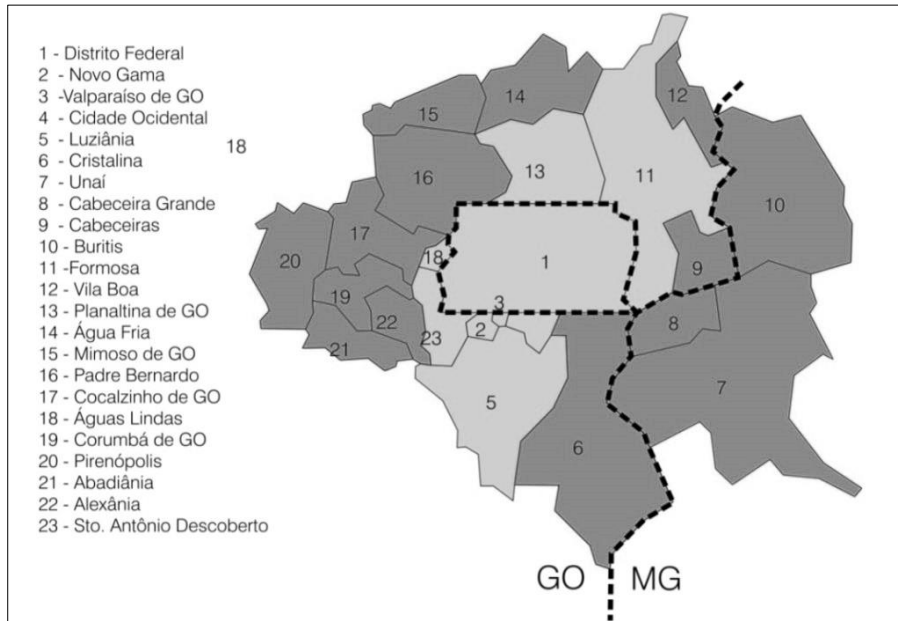 1 - Distrito Federal
2 - Novo Gama
3 -Valparaíso de GO
4 - Cidade Ocidental
5 - Luziânia
6 - Cristalina
7 - Unaí
8 - Cabeceira Grande
9 - Cabeceiras
10 - Buritis
11 -Formosa
12 - Vila Boa
13 - Planaltina de GO
14 - Água Fria
15 - Mimoso de GO
16 - Padre Bernardo
17 - Cocalzinho de GO
18 - Águas Lindas
19 - Corumbá de GO
20 - Pirenópolis
21 - Abadiânia
22 - Alexânia
23 - Sto. Antônio Descoberto
18
12
14
15
13
11
16
10
17
18
20
1
9
19
22
3
2
8
23
21
7
5
6
GO
MG